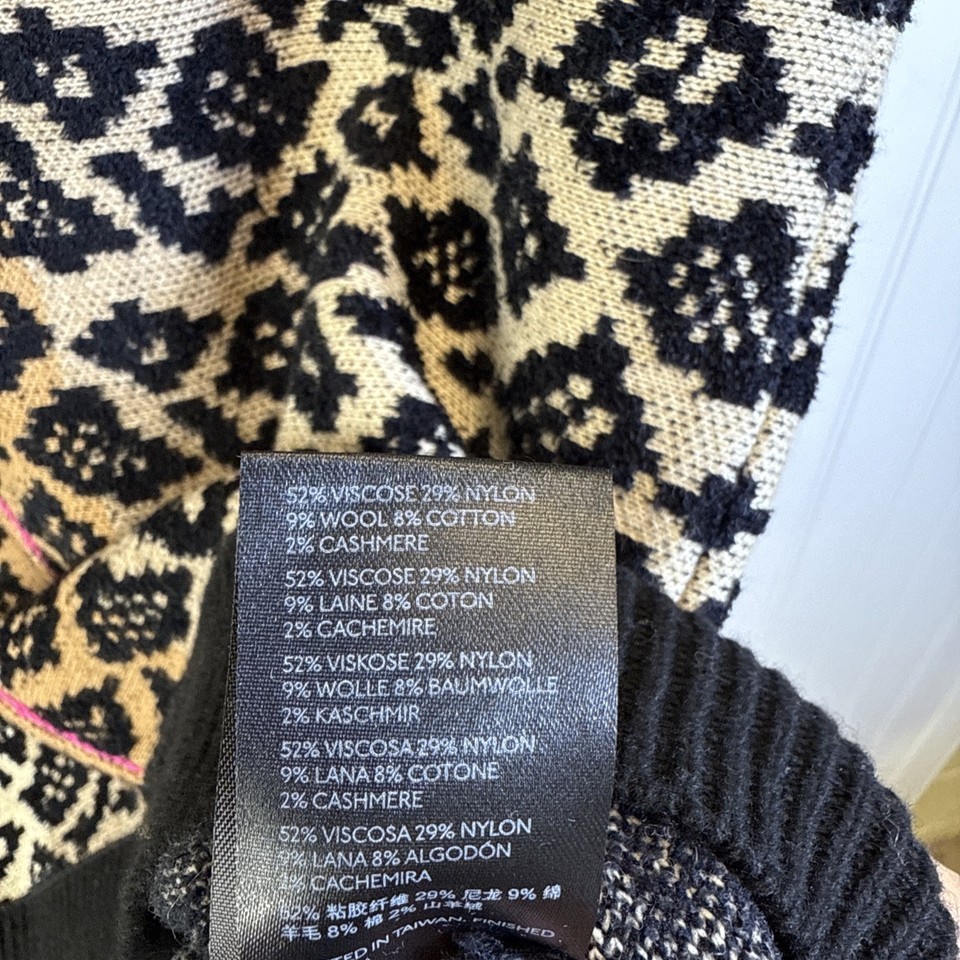 52% VISCOSE 29% NYLON
9% WOOL 8% COTTON
2% CASHMERE
52% VISCOSE 29% NYLON
9% LAINE 8% COTON
2% CACHEMIRE
52% VISKOSE 29% NYLON
9% WOLLE 8% BAUMWOLLE
2% KASCHMIR
52% VISCOSA 29% NYLON
9% LANA 8% COTONE
2% CASHMERE
52% VISCOSA 29% NYLON
9% LANA 8% ALGODÓN
2% CACHEMIRA
52% 粘胶纤维 29% 尼龙 9% 绵
羊毛 8% 棉 2% 山羊绒
IN TAIWAN. FINISHED